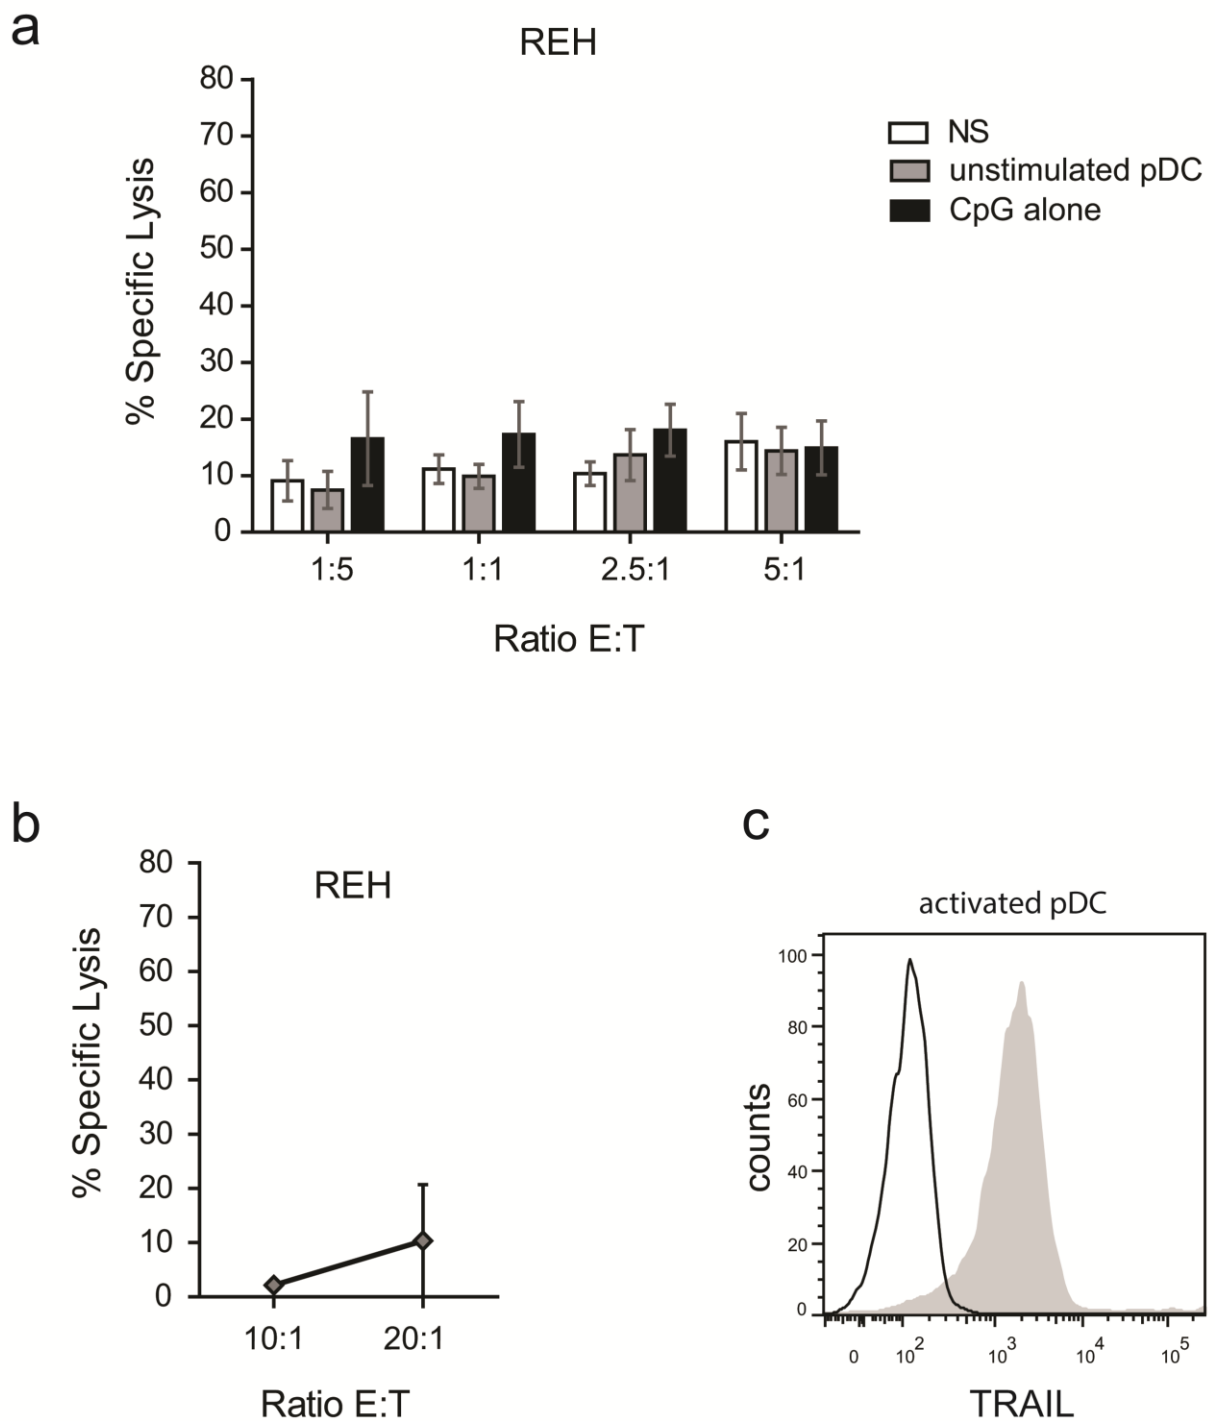 a
REH
80
70
60
50
40
30
20
10
0
% Specific Lysis
1:5 1:1 2.5:1 5:1
Ratio E:T
NS
unstimulated pDC
CpG alone
b
REH
80
70
60
50
40
30
20
10
0
% Specific Lysis
10:1 20:1
Ratio E:T
c
activated pDC
100
80
60
40
20
0
counts
0 10² 10³ 10⁴ 10⁵
TRAIL